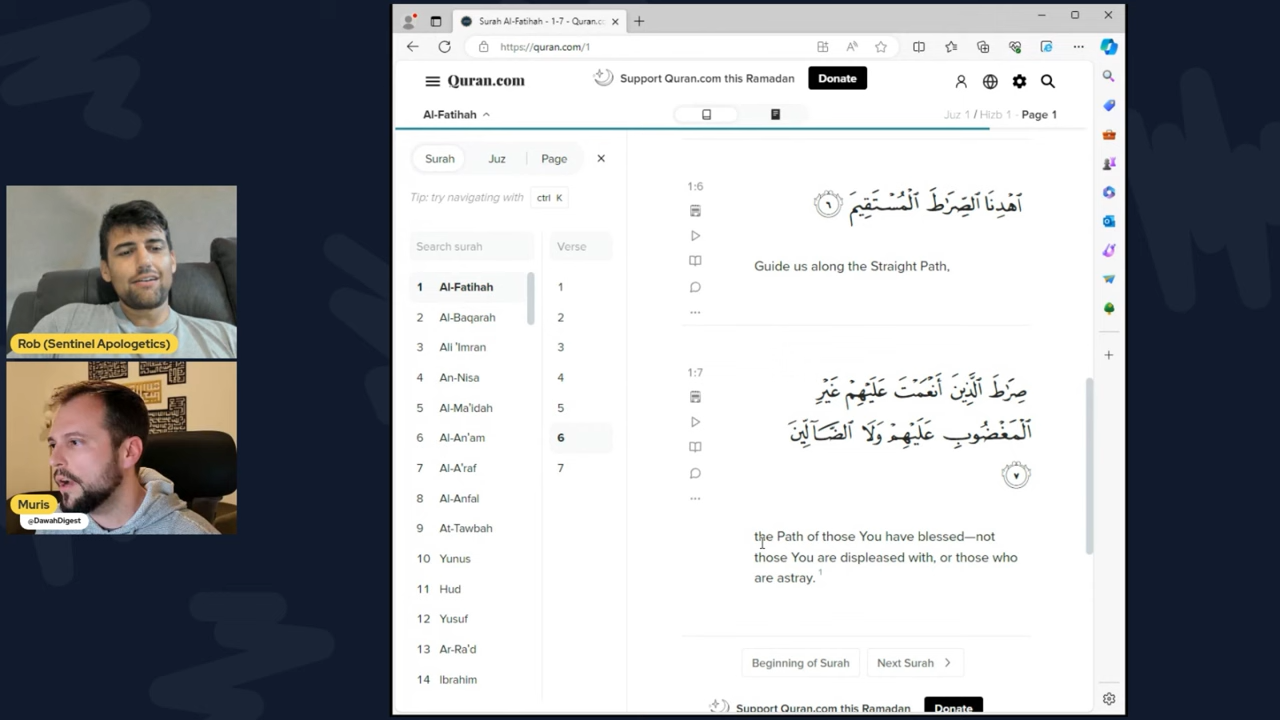 Surah Al-Fatihah - 1-7 - Quran.co
https://quran.com/1
Quran.com
Support Quran.com this Ramadan
Donate
Al-Fatihah
Juz 1 / Hizb 1 - Page 1
Surah
Juz
Page
Tip: try navigating with ctrl K
Search surah
Verse
1 Al-Fatihah
2 Al-Baqarah
3 Ali 'Imran
4 An-Nisa
5 Al-Ma'idah
6 Al-An'am
7 Al-A'raf
8 Al-Anfal
9 At-Tawbah
10 Yunus
11 Hud
12 Yusuf
13 Ar-Ra'd
14 Ibrahim
1
2
3
4
5
6
7
1:6
ٱهْدِنَا ٱلصِّرَٰطَ ٱلْمُسْتَقِيمَ ٦
Guide us along the Straight Path,
1:7
صِرَٰطَ ٱلَّذِينَ أَنْعَمْتَ عَلَيْهِمْ غَيْرِ
ٱلْمَغْضُوبِ عَلَيْهِمْ وَلَا ٱلضَّآلِّينَ
٧
the Path of those You have blessed—not
those You are displeased with, or those who
are astray. 1
Beginning of Surah
Next Surah
Support Quran.com this Ramadan
Donate
Rob (Sentinel Apologetics)
Muris
@DawahDigest